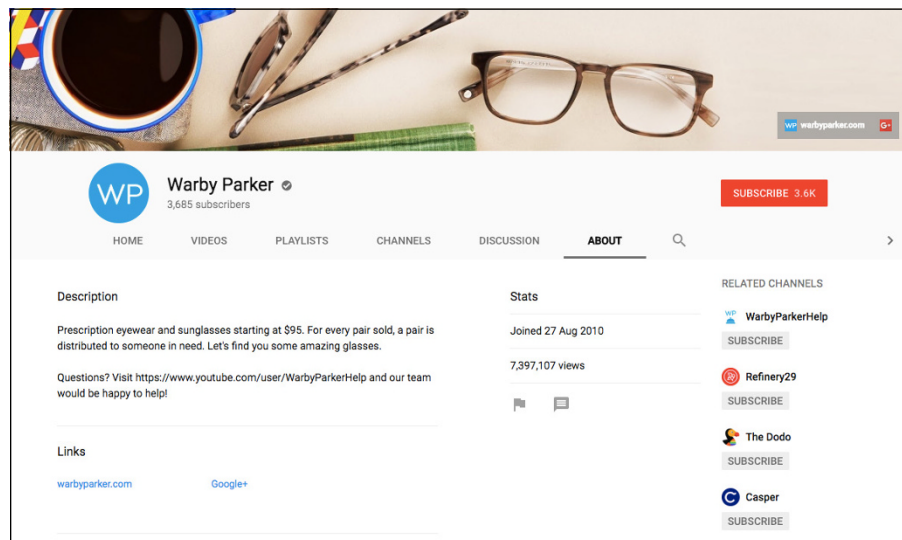 WP warbyparker.com G+
WP
Warby Parker
3,685 subscribers
SUBSCRIBE 3.6K
HOME VIDEOS PLAYLISTS CHANNELS DISCUSSION ABOUT
Description
Prescription eyewear and sunglasses starting at $95. For every pair sold, a pair is
distributed to someone in need. Let's find you some amazing glasses.
Questions? Visit https://www.youtube.com/user/WarbyParkerHelp and our team
would be happy to help!
Links
warbyparker.com Google+
Stats
Joined 27 Aug 2010
7,397,107 views
RELATED CHANNELS
WP WarbyParkerHelp
SUBSCRIBE
Refinery29
SUBSCRIBE
The Dodo
SUBSCRIBE
C Casper
SUBSCRIBE